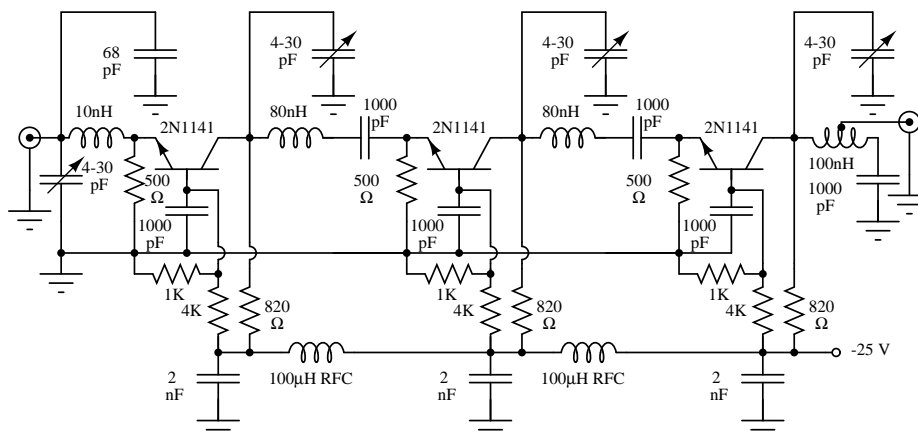 68
pF
4-30
pF
4-30
pF
4-30
pF
10nH
2N1141
80nH
1000
pF
2N1141
80nH
1000
pF
2N1141
100nH
4-30
pF
500
Ω
1000
pF
500
Ω
1000
pF
500
Ω
1000
pF
1000
pF
1K
4K
820
Ω
1K
4K
820
Ω
1K
4K
820
Ω
-25 V
2
nF
100μH RFC
2
nF
100μH RFC
2
nF